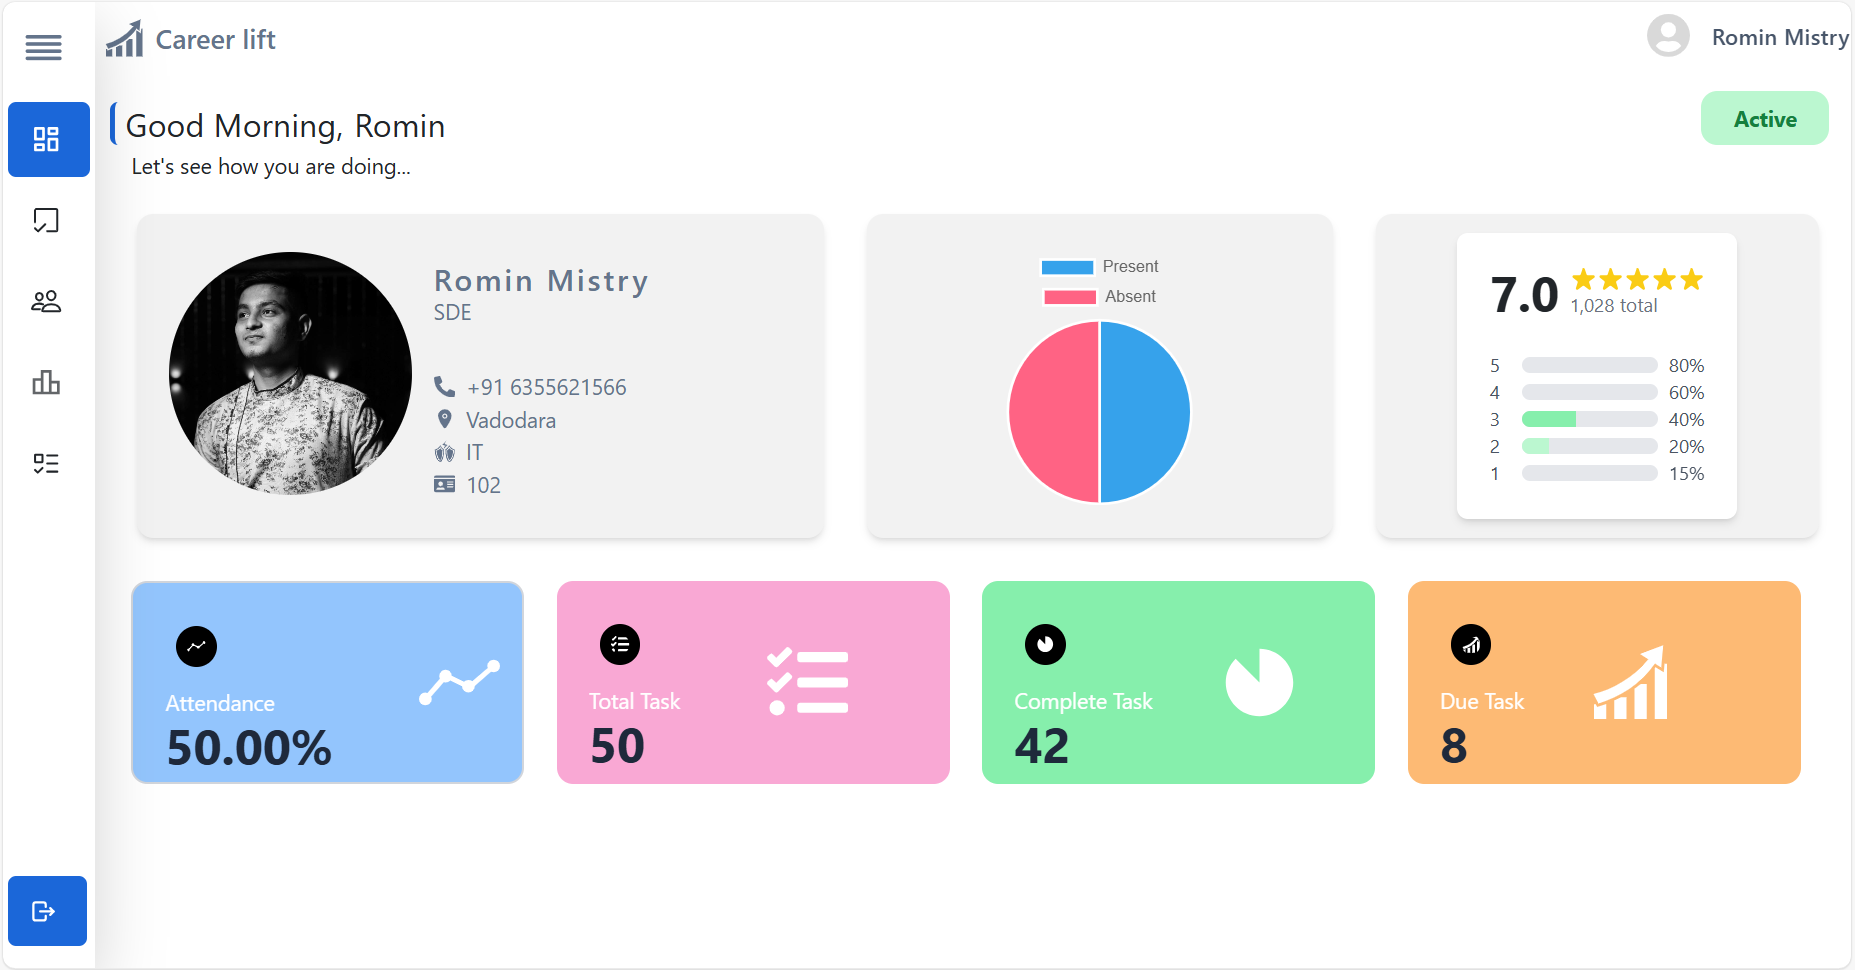 Career lift
Romin Mistry
Good Morning, Romin
Let's see how you are doing...
Active
Romin Mistry
SDE
+91 6355621566
Vadodara
IT
102
Present
Absent
7.0
1,028 total
5 80%
4 60%
3 40%
2 20%
1 15%
Attendance
50.00%
Total Task
50
Complete Task
42
Due Task
8